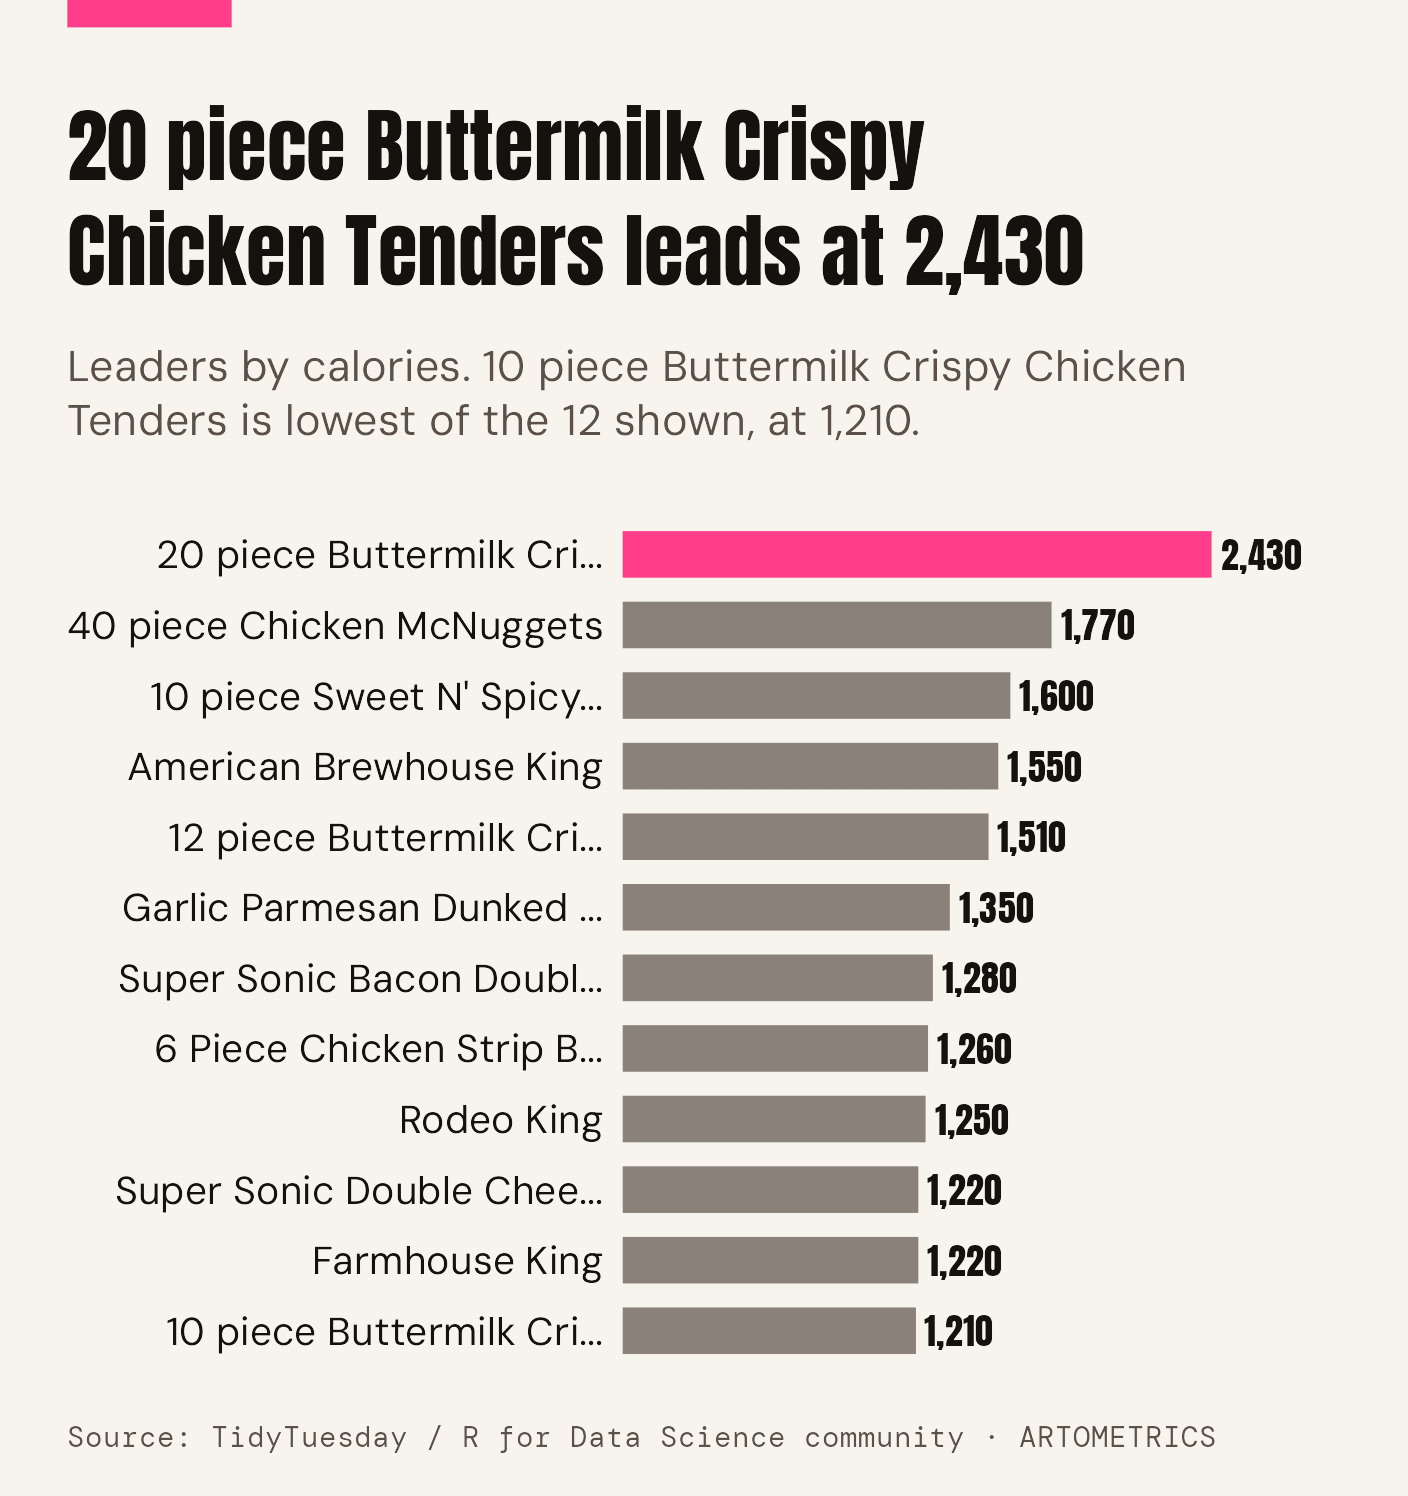 20 piece Buttermilk Crispy
Chicken Tenders leads at 2,430
Leaders by calories. 10 piece Buttermilk Crispy Chicken
Tenders is lowest of the 12 shown, at 1,210.
20 piece Buttermilk Cri... 2,430
40 piece Chicken McNuggets 1,770
10 piece Sweet N' Spicy... 1,600
American Brewhouse King 1,550
12 piece Buttermilk Cri... 1,510
Garlic Parmesan Dunked ... 1,350
Super Sonic Bacon Doubl... 1,280
6 Piece Chicken Strip B... 1,260
Rodeo King 1,250
Super Sonic Double Chee... 1,220
Farmhouse King 1,220
10 piece Buttermilk Cri... 1,210
Source: TidyTuesday / R for Data Science community · ARTOMETRICS